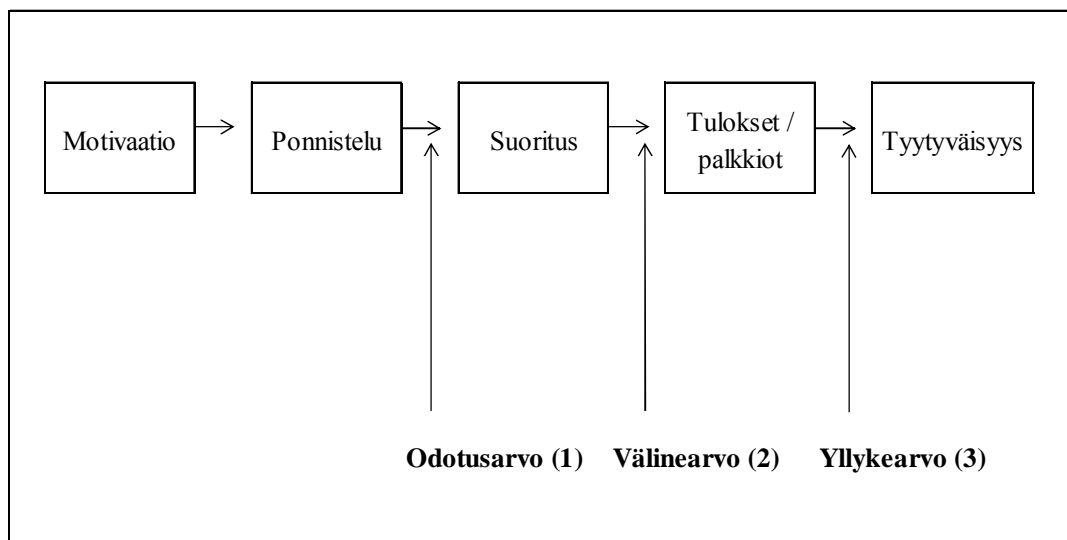 Motivaatio
Ponnistelu
Suoritus
Tulokset /
palkkiot
Tyytyväisyys
Odotusarvo (1)
Välinearvo (2)
Yllykearvo (3)